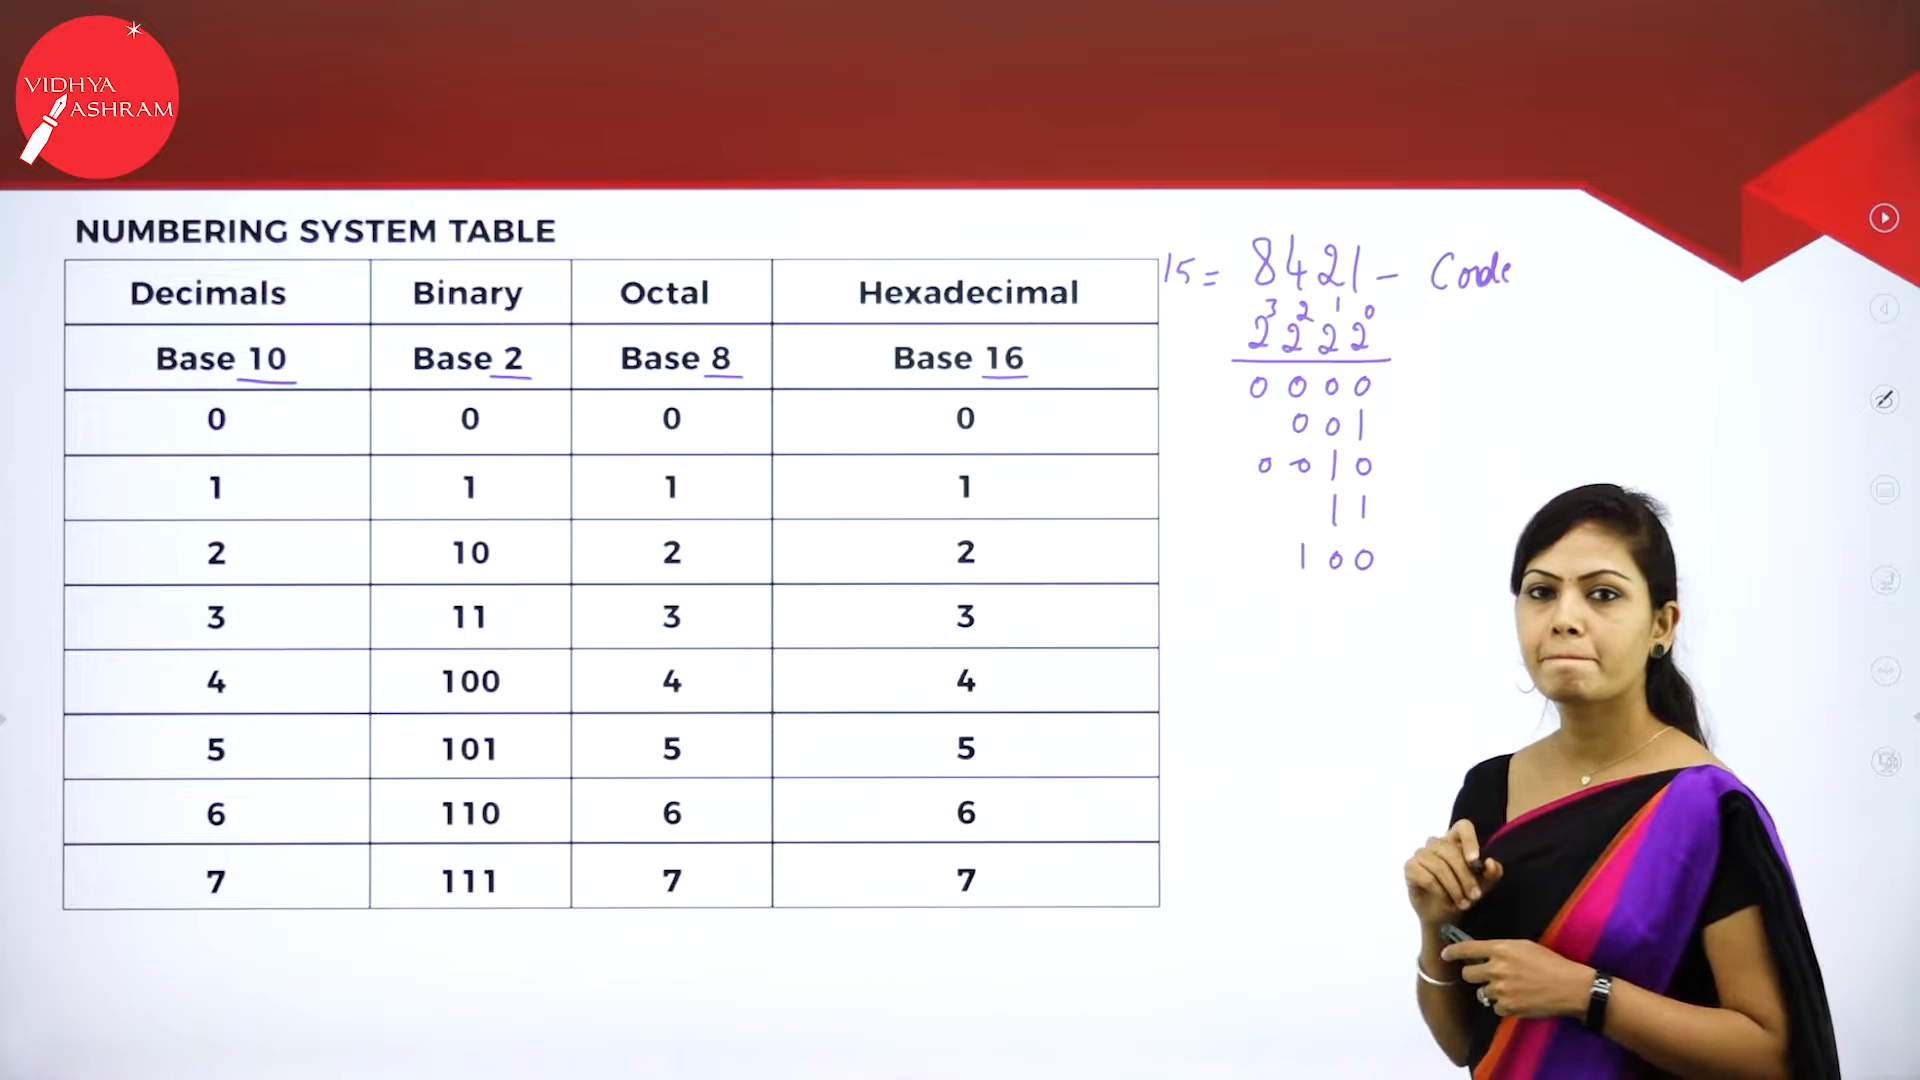 VIDHYA
ASHRAM
NUMBERING SYSTEM TABLE
Decimals Binary Octal Hexadecimal
Base 10 Base 2 Base 8 Base 16
0 0 0 0
1 1 1 1
2 10 2 2
3 11 3 3
4 100 4 4
5 101 5 5
6 110 6 6
7 111 7 7
15 = 8421 - Code
2³ 2² 2¹ 2⁰
0 0 0 0
0 0 1
0 0 1 0
1 1
1 0 0